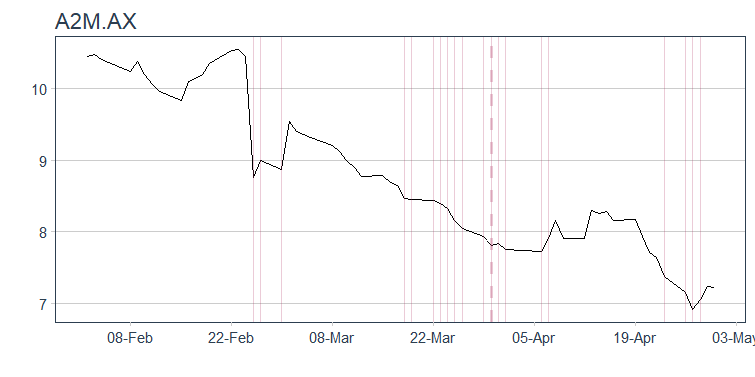 A2M.AX
10
9
8
7
08-Feb
22-Feb
08-Mar
22-Mar
05-Apr
19-Apr
03-May